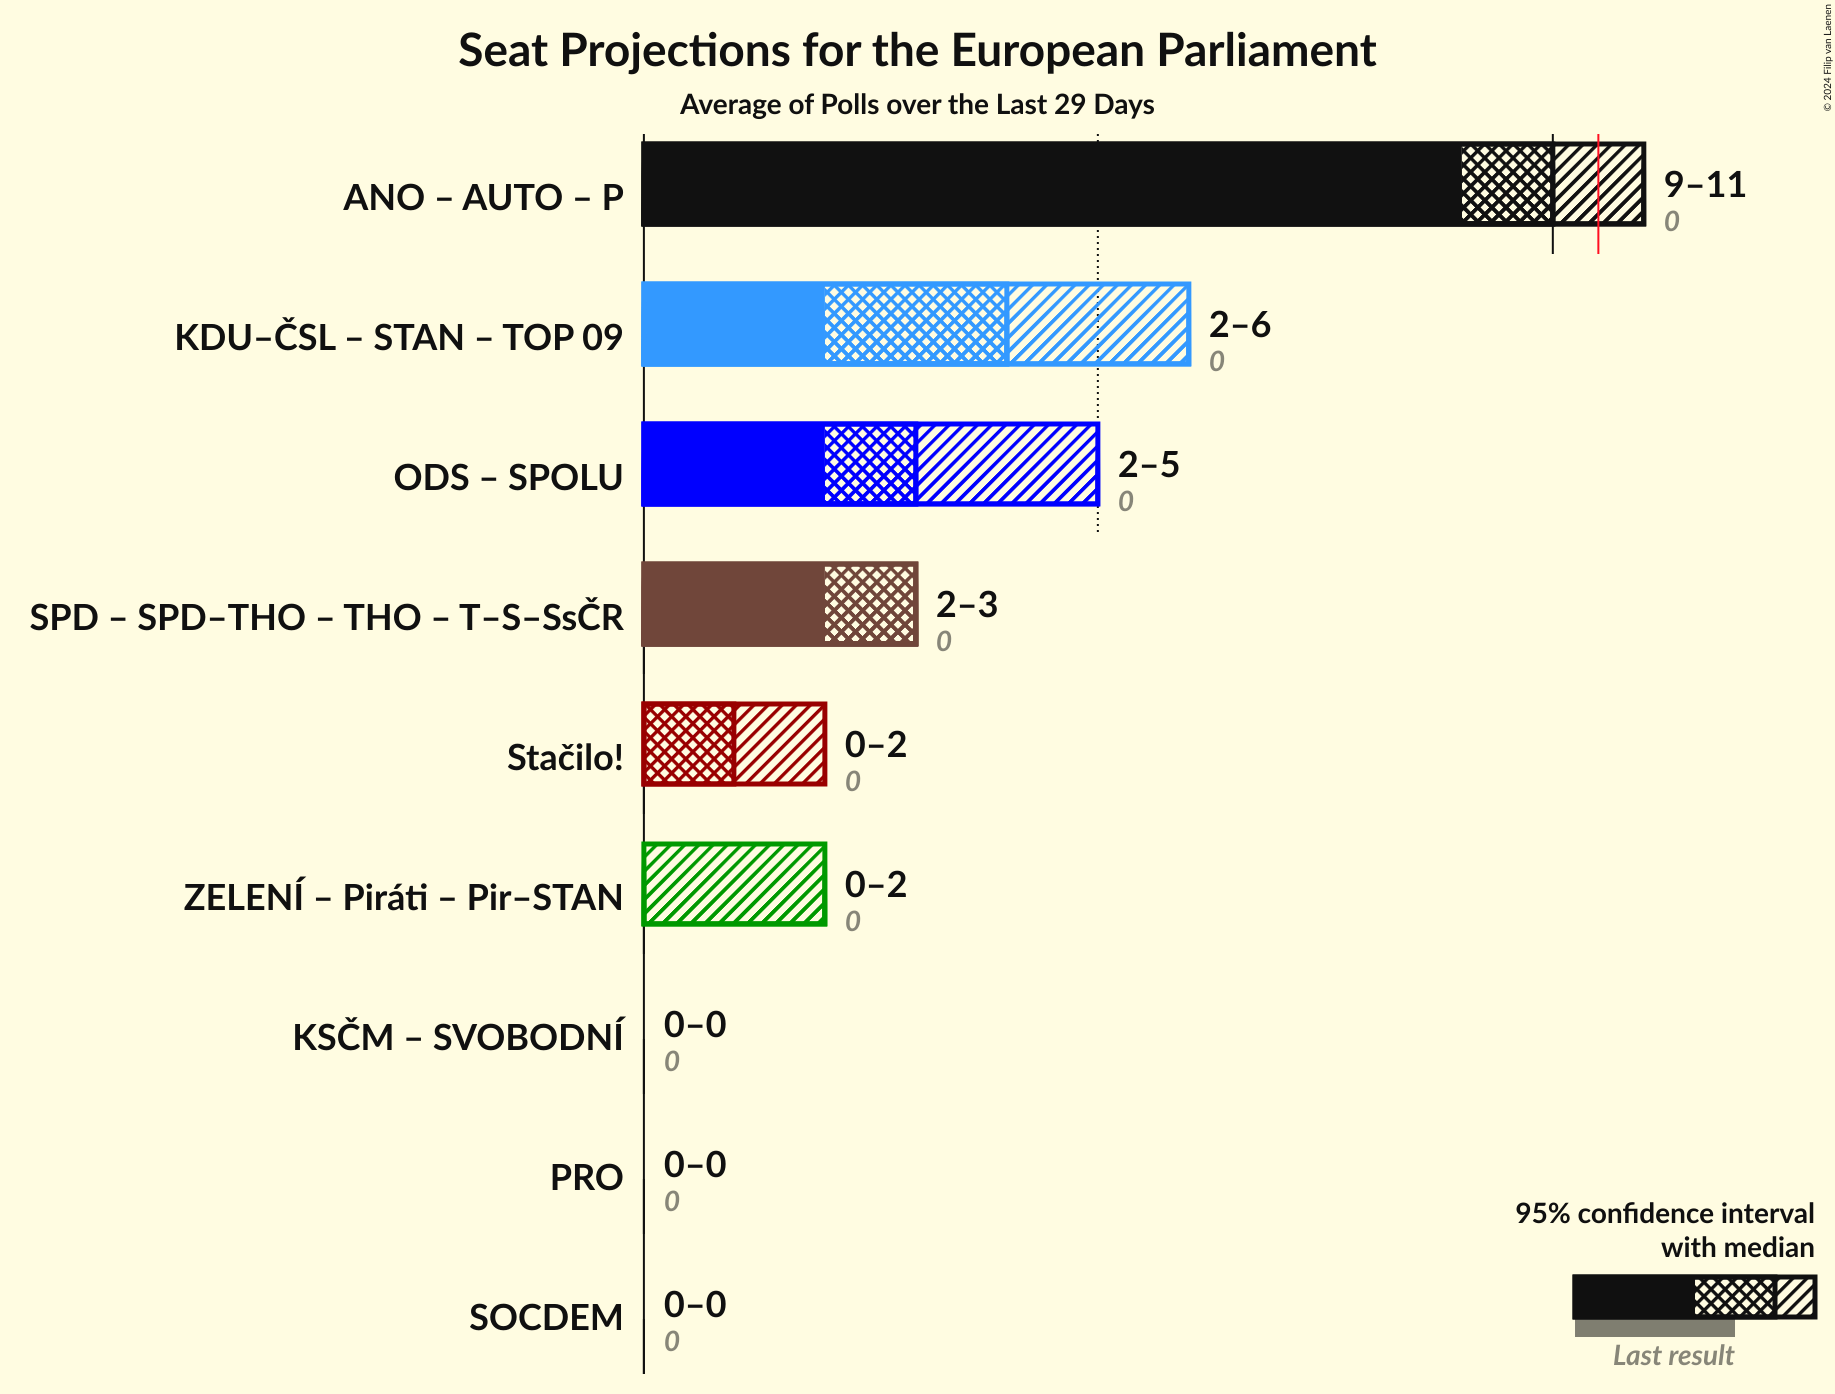 Seat Projections for the European Parliament
Average of Polls over the Last 29 Days
© 2024 Filip van Laenen
ANO – AUTO – P
9–11
0
KDU–ČSL – STAN – TOP 09
2–6
0
ODS – SPOLU
2–5
0
SPD – SPD–THO – THO – T–S–SsČR
2–3
0
Stačilo!
0–2
0
ZELENÍ – Piráti – Pir–STAN
0–2
0
KSČM – SVOBODNÍ
0–0
0
PRO
0–0
0
SOCDEM
0–0
0
95% confidence interval
with median
Last result